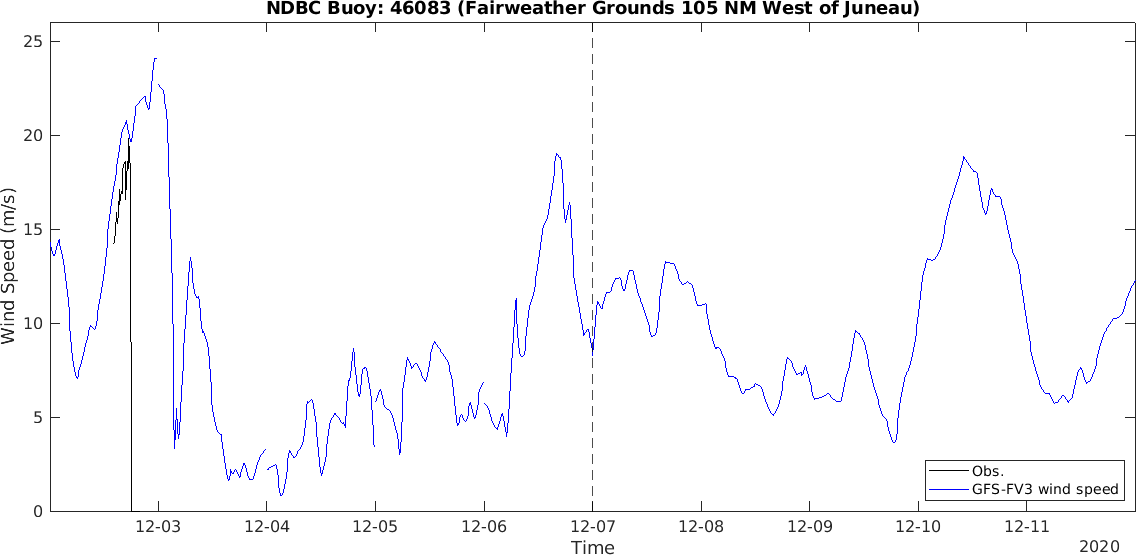 NDBC Buoy: 46083 (Fairweather Grounds 105 NM West of Juneau)
25
20
15
10
5
0
Wind Speed (m/s)
12-03 12-04 12-05 12-06 12-07 12-08 12-09 12-10 12-11
Time
2020
Obs.
GFS-FV3 wind speed